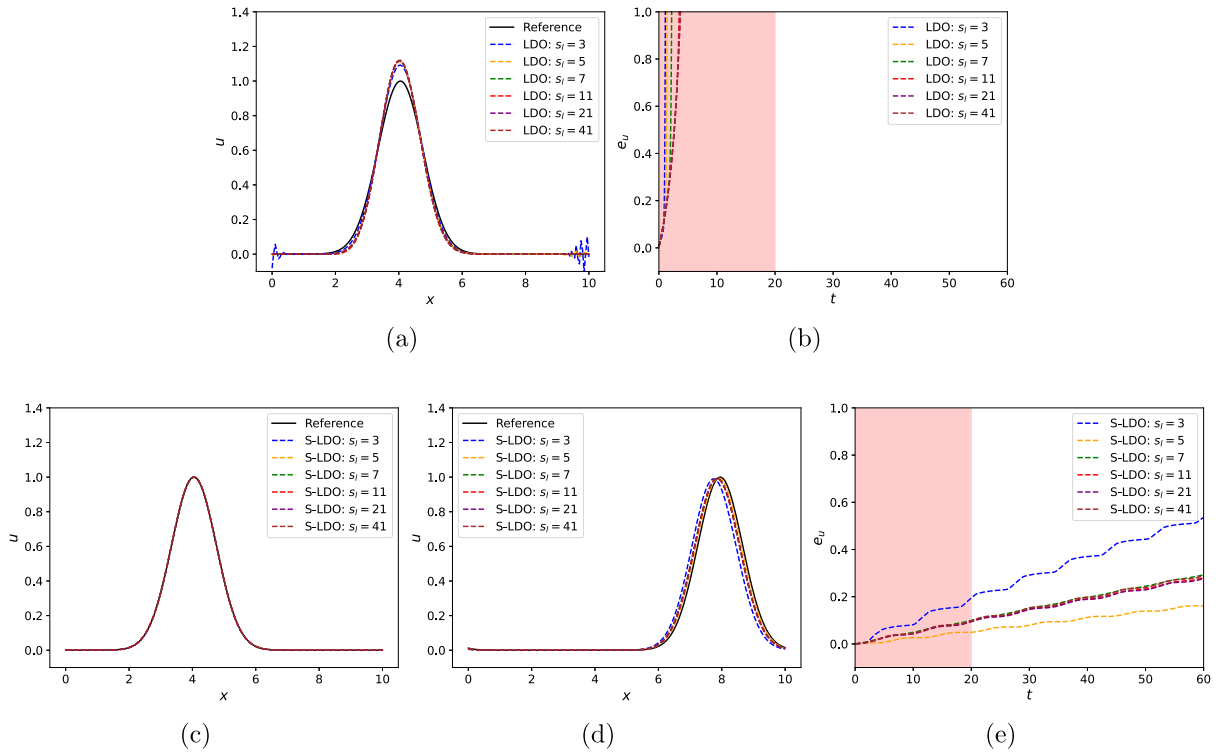 1.4
1.2
1.0
0.8
0.6
0.4
0.2
0.0
u
0 2 4 6 8 10
x
Reference
LDO: s_l = 3
LDO: s_l = 5
LDO: s_l = 7
LDO: s_l = 11
LDO: s_l = 21
LDO: s_l = 41
(a)
1.0
0.8
0.6
0.4
0.2
0.0
e_u
0 10 20 30 40 50 60
t
LDO: s_l = 3
LDO: s_l = 5
LDO: s_l = 7
LDO: s_l = 11
LDO: s_l = 21
LDO: s_l = 41
(b)
1.4
1.2
1.0
0.8
0.6
0.4
0.2
0.0
u
0 2 4 6 8 10
x
Reference
S-LDO: s_l = 3
S-LDO: s_l = 5
S-LDO: s_l = 7
S-LDO: s_l = 11
S-LDO: s_l = 21
S-LDO: s_l = 41
(c)
1.4
1.2
1.0
0.8
0.6
0.4
0.2
0.0
u
0 2 4 6 8 10
x
Reference
S-LDO: s_l = 3
S-LDO: s_l = 5
S-LDO: s_l = 7
S-LDO: s_l = 11
S-LDO: s_l = 21
S-LDO: s_l = 41
(d)
1.0
0.8
0.6
0.4
0.2
0.0
e_u
0 10 20 30 40 50 60
t
S-LDO: s_l = 3
S-LDO: s_l = 5
S-LDO: s_l = 7
S-LDO: s_l = 11
S-LDO: s_l = 21
S-LDO: s_l = 41
(e)